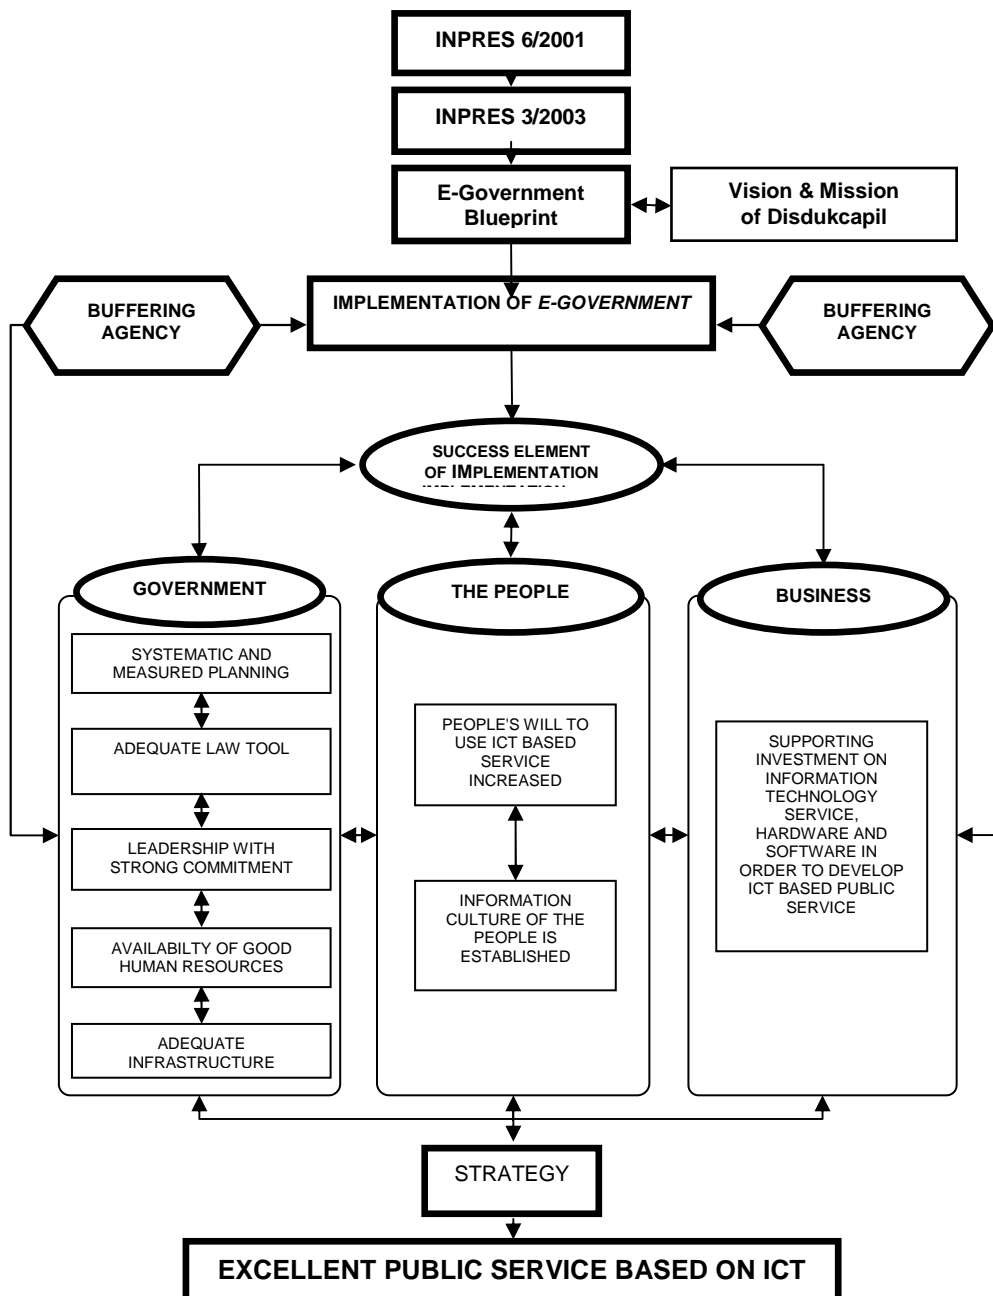 INPRES 6/2001
INPRES 3/2003
E-Government
Blueprint
Vision & Mission
of Disdukcapil
BUFFERING
AGENCY
IMPLEMENTATION OF E-GOVERNMENT
BUFFERING
AGENCY
SUCCESS ELEMENT
OF IMPLEMENTATION
IMPLEMENTATION
GOVERNMENT
SYSTEMATIC AND
MEASURED PLANNING
ADEQUATE LAW TOOL
LEADERSHIP WITH
STRONG COMMITMENT
AVAILABILTY OF GOOD
HUMAN RESOURCES
ADEQUATE
INFRASTRUCTURE
THE PEOPLE
PEOPLE'S WILL TO
USE ICT BASED
SERVICE
INCREASED
INFORMATION
CULTURE OF THE
PEOPLE IS
ESTABLISHED
BUSINESS
SUPPORTING
INVESTMENT ON
INFORMATION
TECHNOLOGY
SERVICE,
HARDWARE AND
SOFTWARE IN
ORDER TO DEVELOP
ICT BASED PUBLIC
SERVICE
STRATEGY
EXCELLENT PUBLIC SERVICE BASED ON ICT